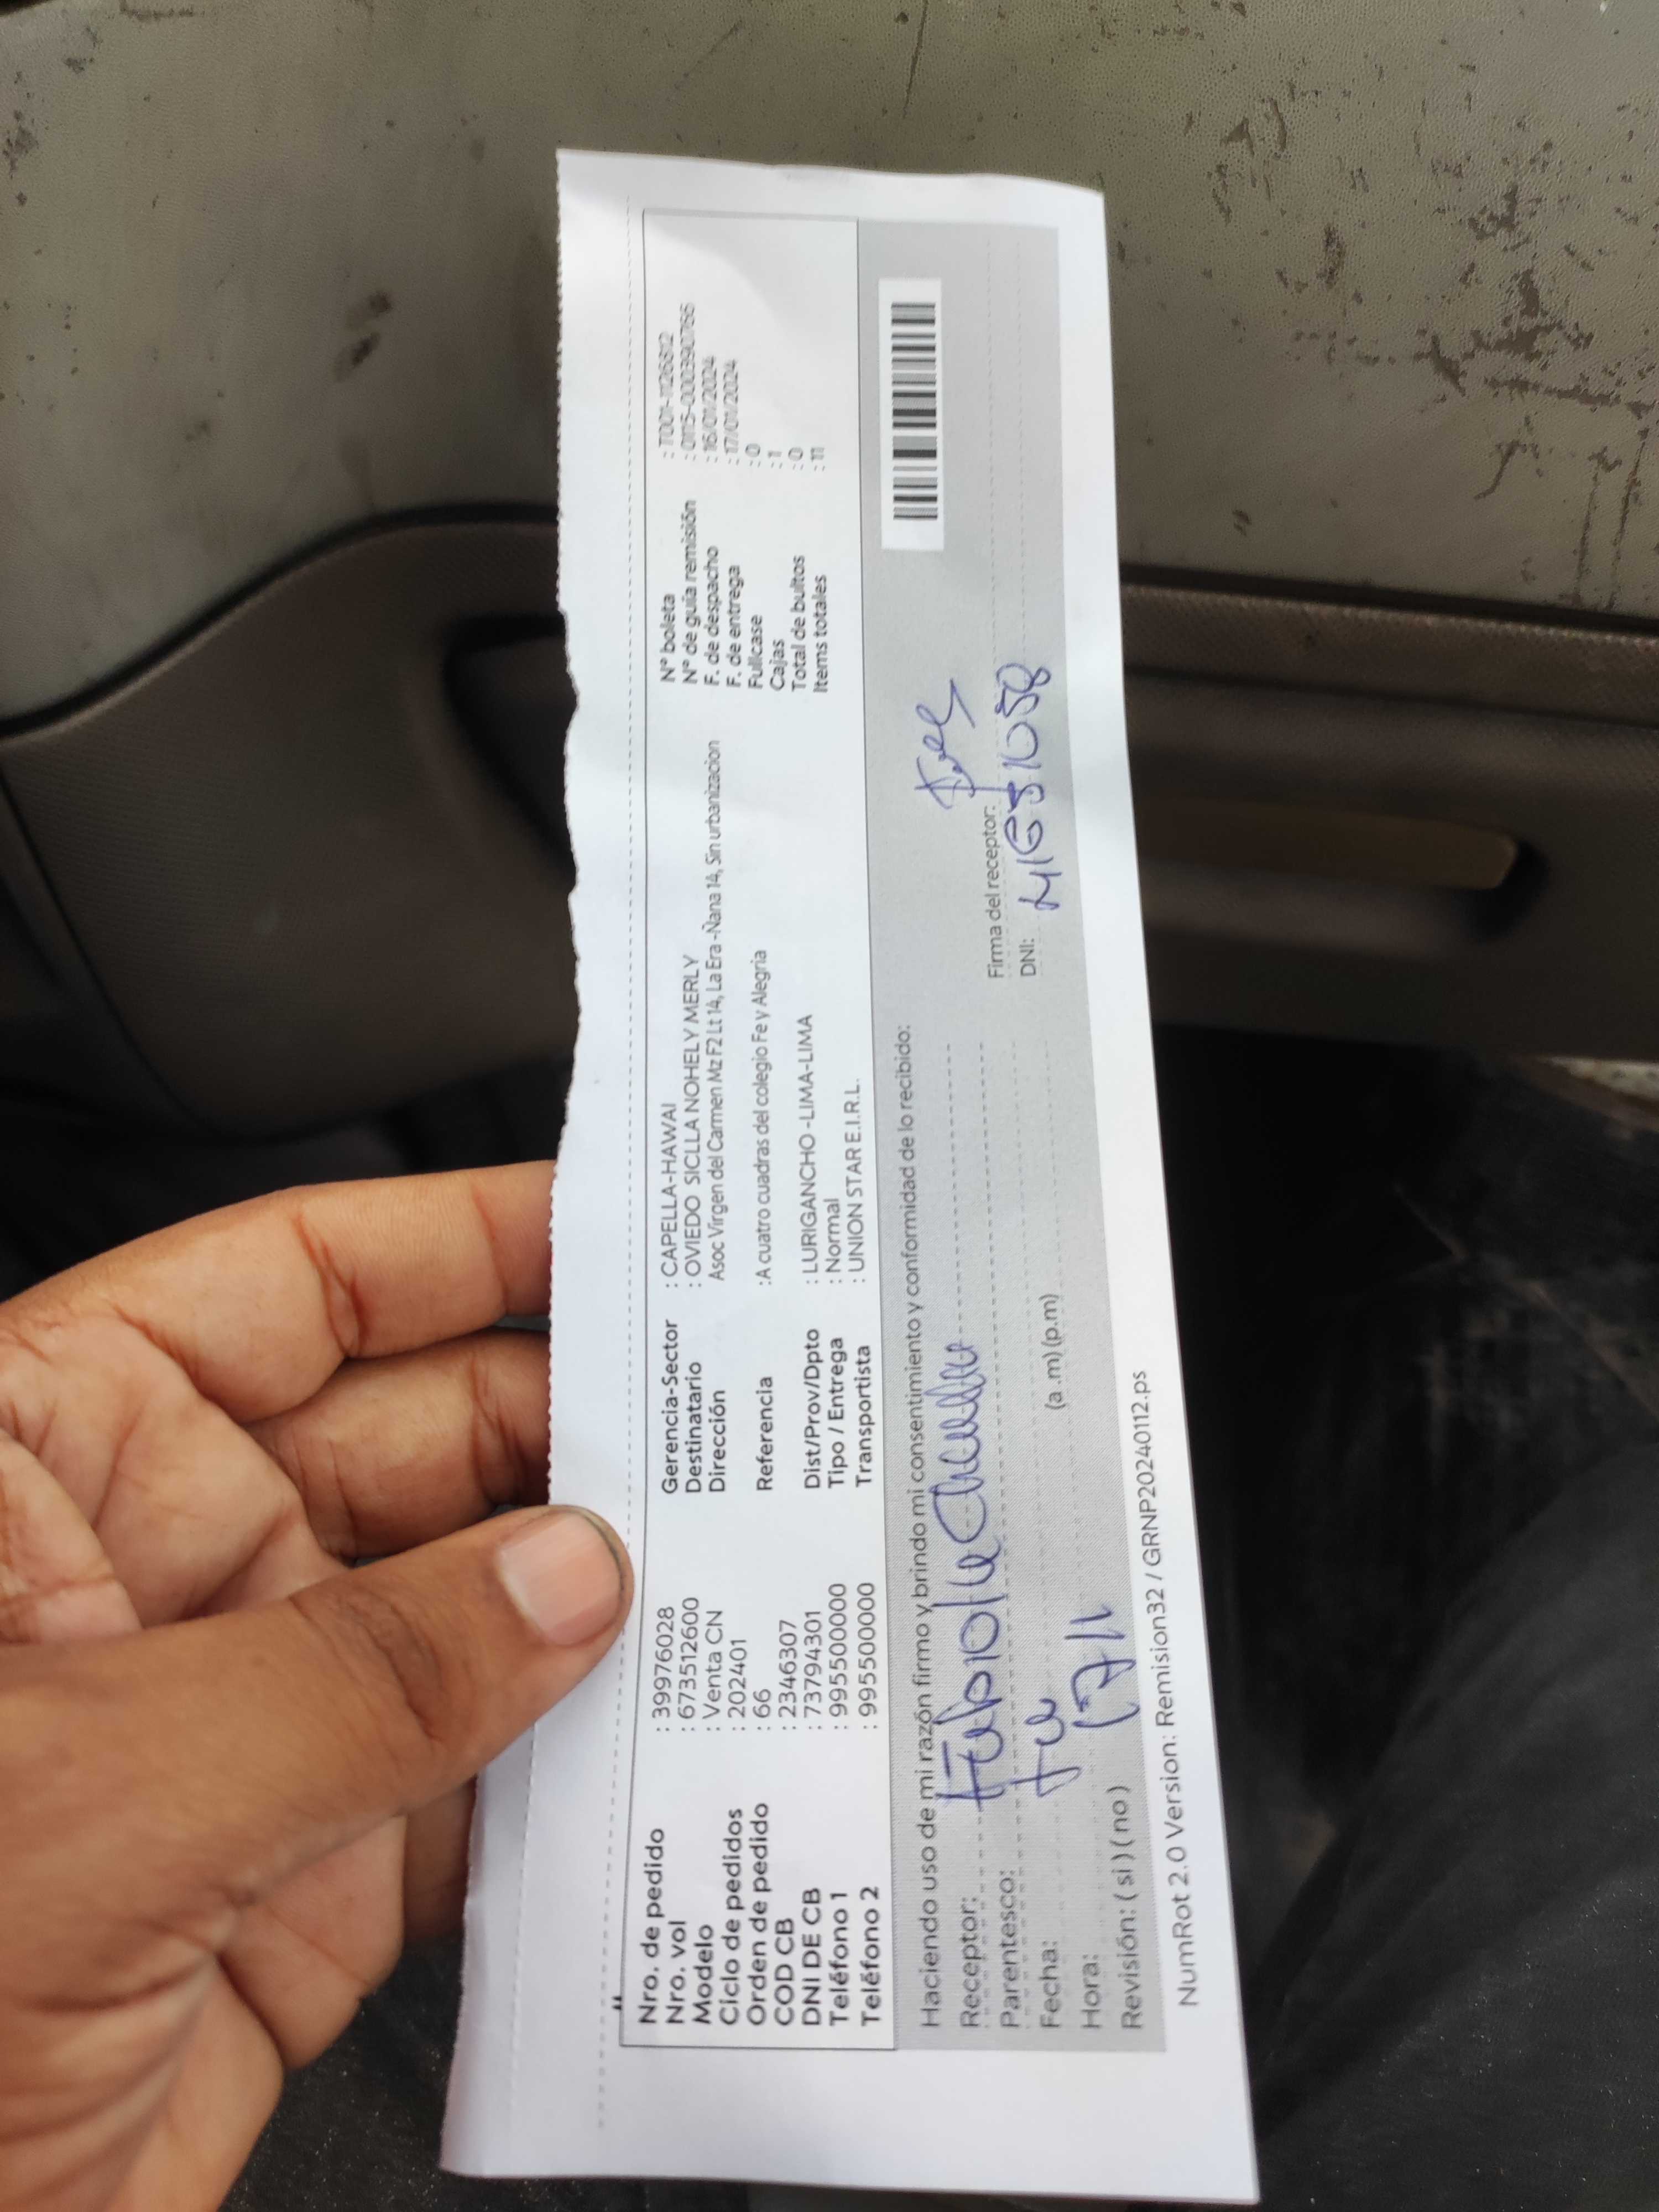 Nro. de pedido : 39976028
Nro. vol : 673512600
Modelo : Venta CN
Ciclo de pedidos : 202401
Orden de pedido : 66
COD CB : 2346307
DNI DE CB : 73794301
Teléfono 1 : 995500000
Teléfono 2 : 995500000
Gerencia-Sector : CAPELLA-HAWAI
Destinatario : OVIEDO SICLLA NOHELY MERLY
Dirección Asoc Virgen del Carmen Mz F2 Lt 14, La Era -Ñana 14, Sin urbanizacion
Referencia :A cuatro cuadras del colegio Fe y Alegria
Dist/Prov/Dpto : LURIGANCHO -LIMA-LIMA
Tipo / Entrega : Normal
Transportista : UNION STAR E.I.R.L.
N° boleta : T001-1126812
N° de guía remisión : 0115-0003907
F. de despacho : 16/01/2024
F. de entrega : 17/01/2024
Fullcase : 0
Cajas : 1
Total de bultos : 0
Items totales : 11
Haciendo uso de mi razón firmo y brindo mi consentimiento y conformidad de lo recibido:
Receptor: Fabiola
Parentesco:
Fecha:
Hora: (a .m) (p.m)
Revisión: ( si ) ( no )
Firma del receptor:
DNI:
NumRot 2.0 Version: Remision32 / GRNP20240112.ps